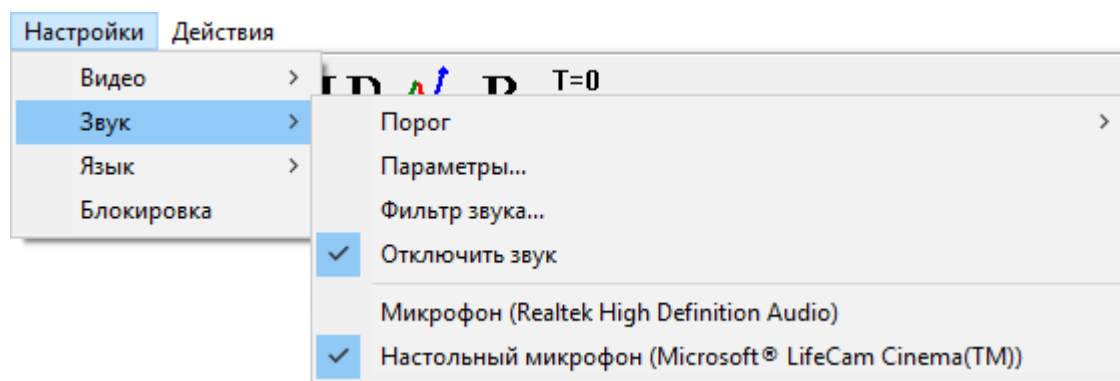 Настройки Действия
Видео
T=0
Звук
Порог
Язык
Параметры...
Блокировка
Фильтр звука...
Отключить звук
Микрофон (Realtek High Definition Audio)
Настольный микрофон (Microsoft® LifeCam Cinema(TM))